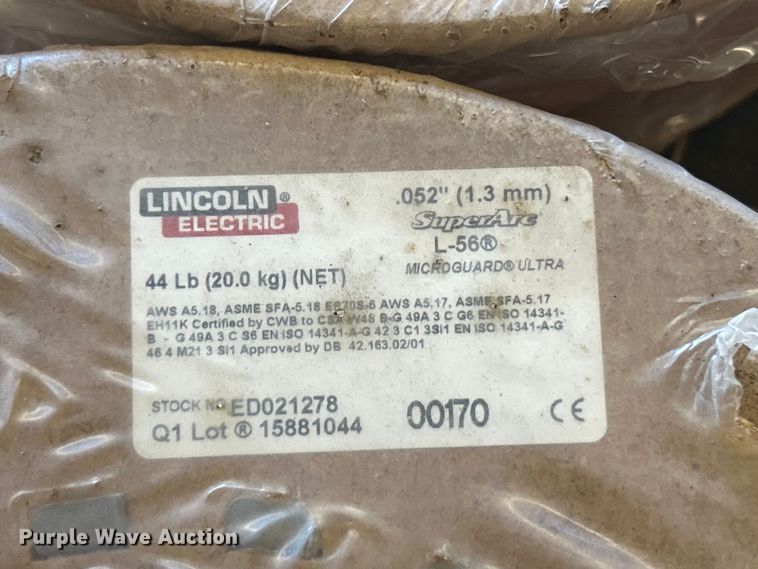 LINCOLN®
ELECTRIC
.052" (1.3 mm)
SuperArc
L-56®
MICROGUARD® ULTRA
44 Lb (20.0 kg) (NET)
AWS A5.18, ASME SFA-5.18 ER70S-6 AWS A5.17, ASME SFA-5.17
EH11K Certified by CWB to CSA W48 B-G 49A 3 C G6 EN ISO 14341-
B - G 49A 3 C S6 EN ISO 14341-A-G 42 3 C1 3Si1 EN ISO 14341-A-G
46 4 M21 3 Si1 Approved by DB 42.163.02/01
STOCK NO ED021278
Q1 Lot ® 15881044
00170
CE
Purple Wave Auction